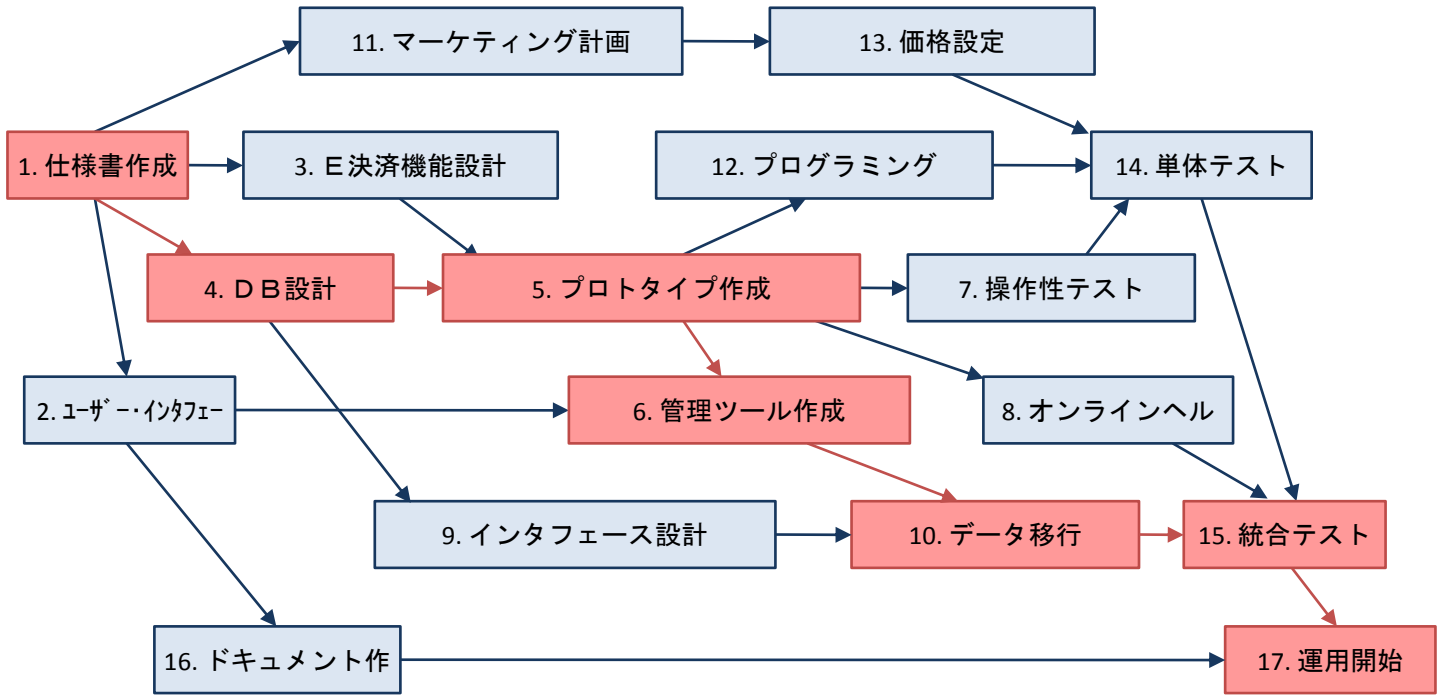 11. マーケティング計画
13. 価格設定
1. 仕様書作成
3. E決済機能設計
12. プログラミング
14. 単体テスト
4. DB設計
5. プロトタイプ作成
7. 操作性テスト
2. ユーザー・インタフェー
6. 管理ツール作成
8. オンラインヘル
9. インタフェース設計
10. データ移行
15. 統合テスト
16. ドキュメント作
17. 運用開始